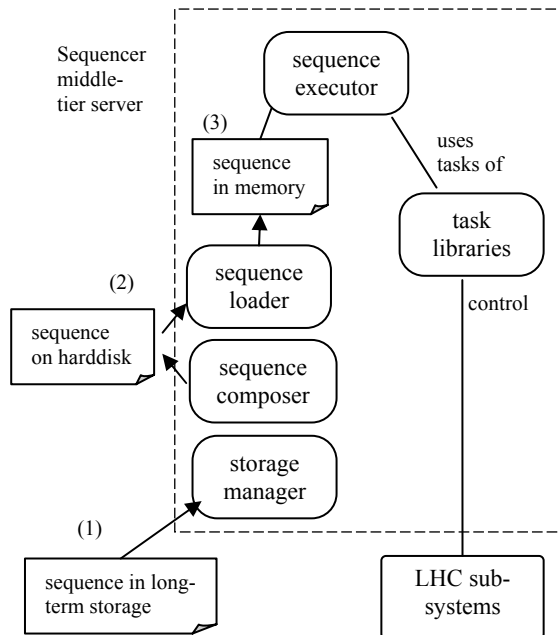 Sequencer
middle-
tier server
sequence
executor
(3)
sequence
in memory
uses
tasks of
task
libraries
sequence
loader
(2)
control
sequence
on harddisk
sequence
composer
storage
manager
(1)
sequence in long-
term storage
LHC sub-
systems